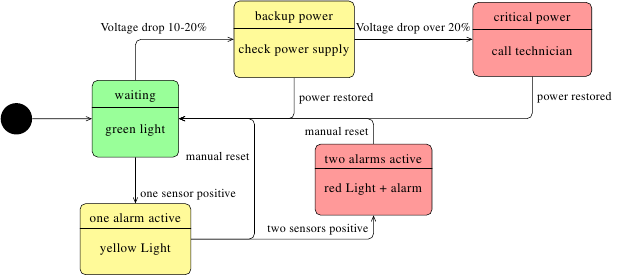 backup power
check power supply
critical power
call technician
Voltage drop 10-20%
Voltage drop over 20%
waiting
green light
power restored
power restored
manual reset
manual reset
two alarms active
red Light + alarm
one sensor positive
one alarm active
yellow Light
two sensors positive